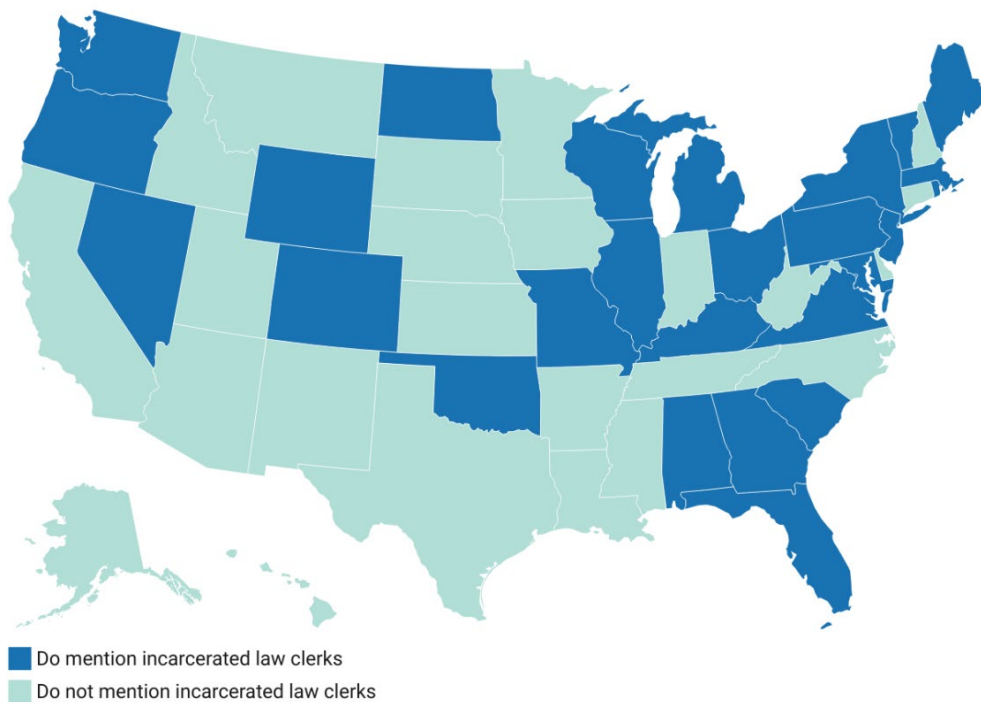 Do mention incarcerated law clerks
Do not mention incarcerated law clerks